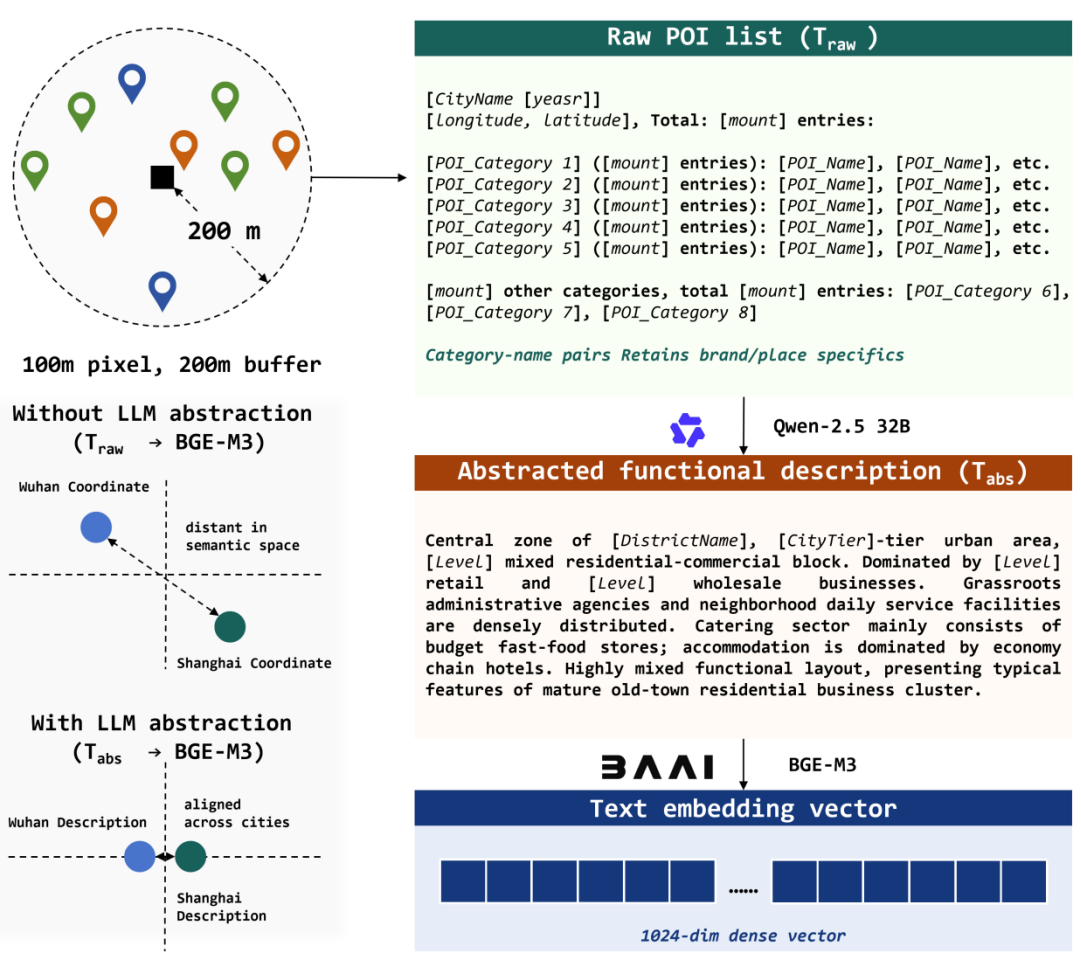 200 m
100m pixel, 200m buffer
Raw POI list (Traw )
[CityName [yeasr]]
[longitude, latitude], Total: [mount] entries:
[POI_Category 1] ([mount] entries): [POI_Name], [POI_Name], etc.
[POI_Category 2] ([mount] entries): [POI_Name], [POI_Name], etc.
[POI_Category 3] ([mount] entries): [POI_Name], [POI_Name], etc.
[POI_Category 4] ([mount] entries): [POI_Name], [POI_Name], etc.
[POI_Category 5] ([mount] entries): [POI_Name], [POI_Name], etc.
[mount] other categories, total [mount] entries: [POI_Category 6],
[POI_Category 7], [POI_Category 8]
Category-name pairs Retains brand/place specifics
Qwen-2.5 32B
Abstracted functional description (Tabs)
Central zone of [DistrictName], [CityTier]-tier urban area,
[Level] mixed residential-commercial block. Dominated by [Level]
retail and [Level] wholesale businesses. Grassroots
administrative agencies and neighborhood daily service facilities
are densely distributed. Catering sector mainly consists of
budget fast-food stores; accommodation is dominated by economy
chain hotels. Highly mixed functional layout, presenting typical
features of mature old-town residential business cluster.
BAAI
BGE-M3
Text embedding vector
......
1024-dim dense vector
Without LLM abstraction
(Traw → BGE-M3)
Wuhan Coordinate
distant in
semantic space
Shanghai Coordinate
With LLM abstraction
(Tabs → BGE-M3)
Wuhan Description
aligned
across cities
Shanghai
Description